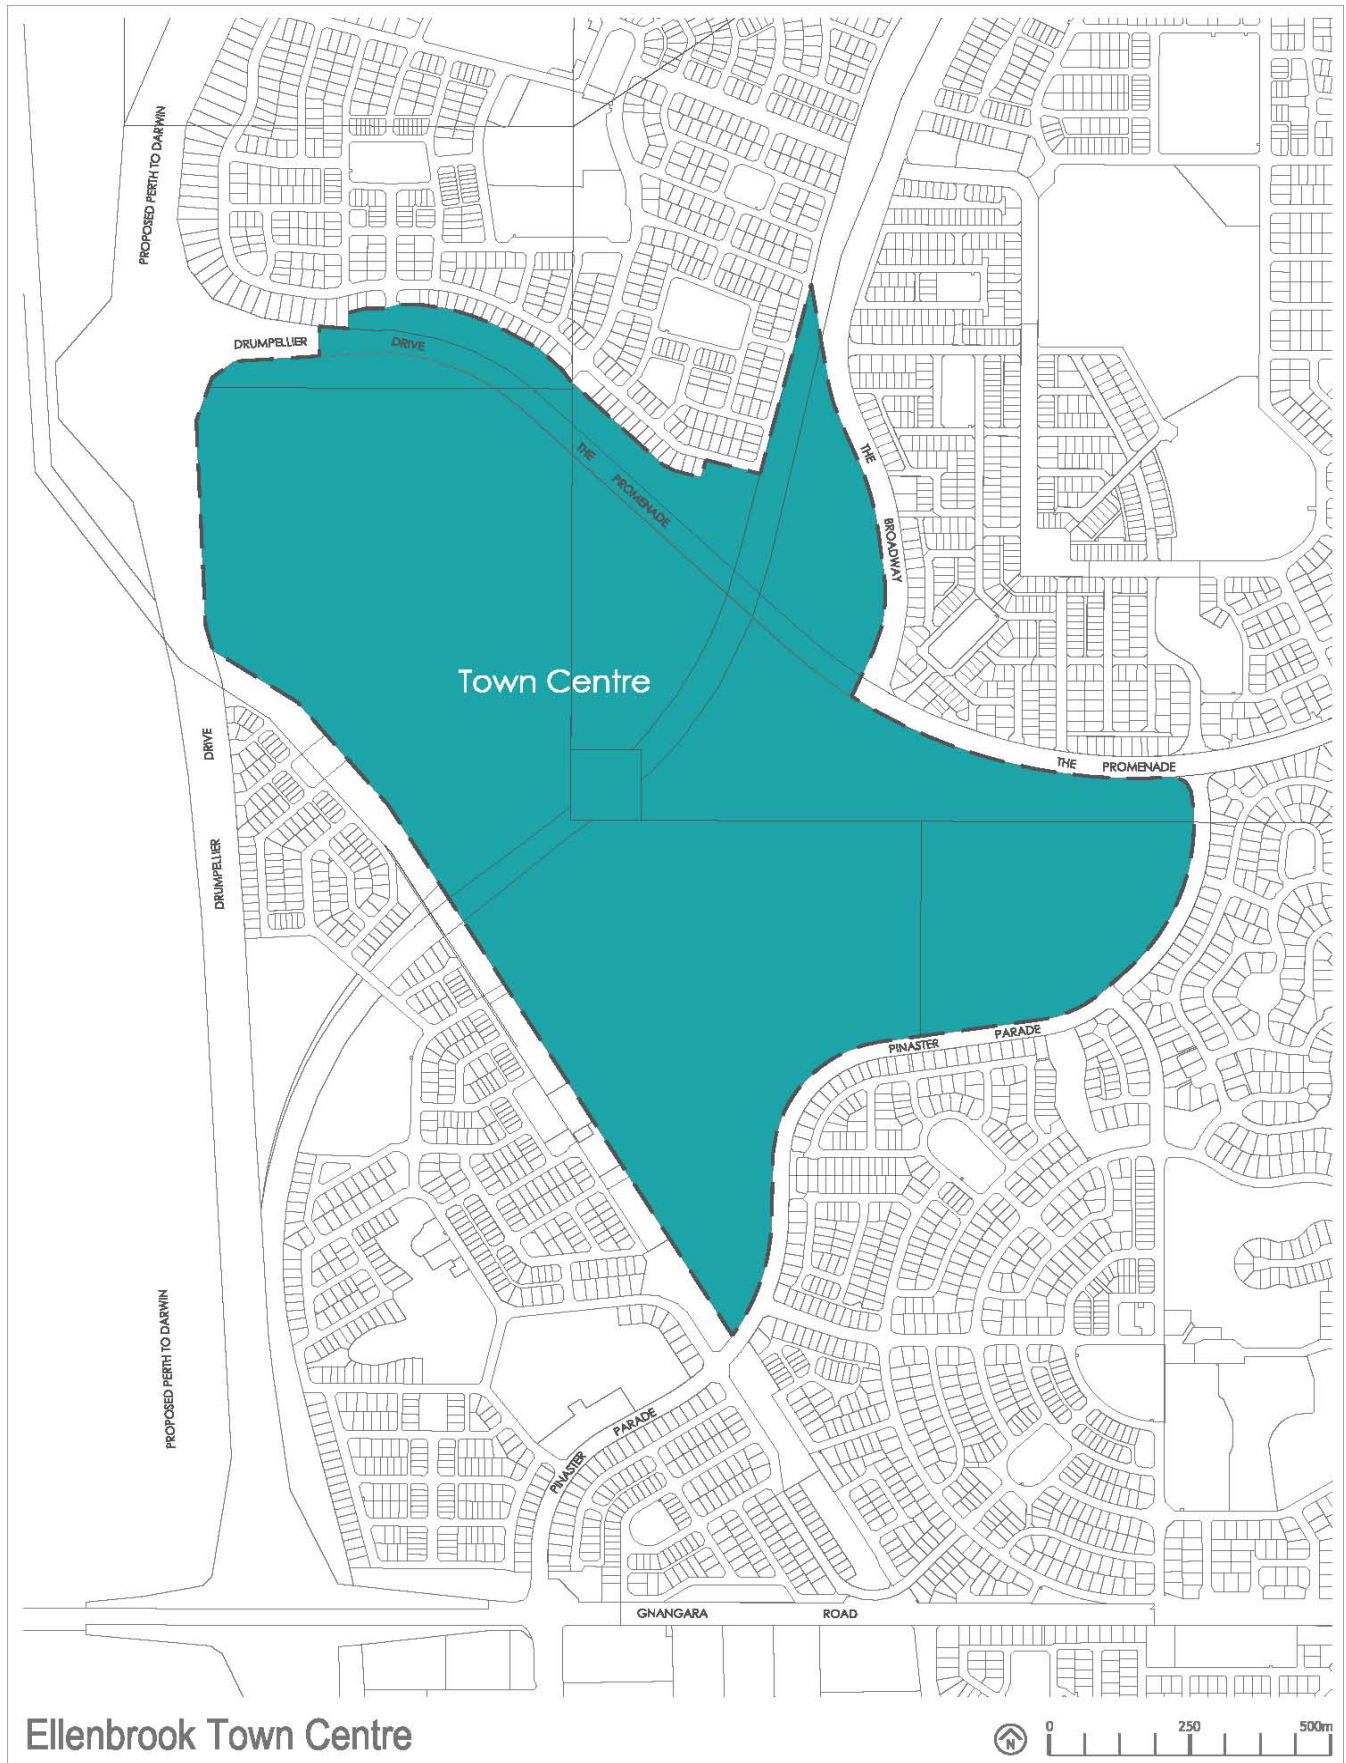 PROPOSED PERTH TO DARWIN
DRUMPELLIER
DRIVE
THE
PROMENADE
THE
BROADWAY
Town Centre
DRIVE
DRUMPELLIER
THE
PROMENADE
PINASTER
PARADE
PROPOSED PERTH TO DARWIN
PINASTER
PARADE
GNANGARA
ROAD
Ellenbrook Town Centre
N
0
250
500m